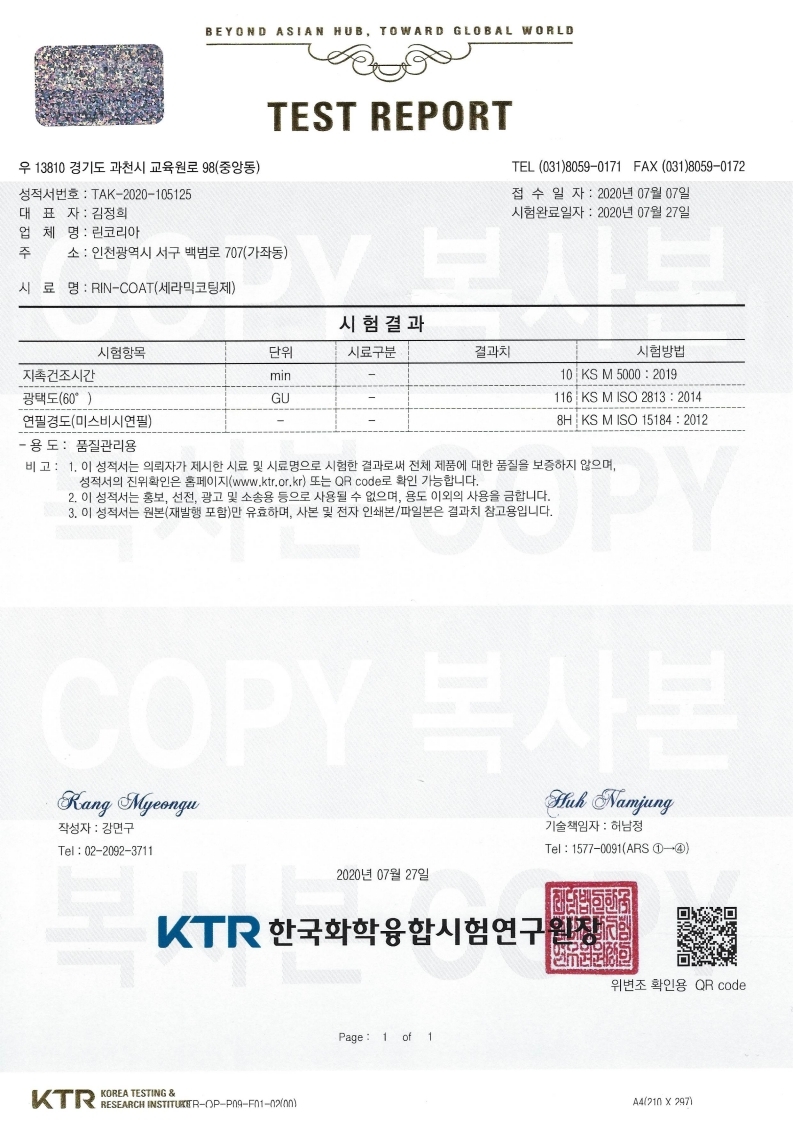 BEYOND ASIAN HUB, TOWARD GLOBAL WORLD
TEST REPORT
우 13810 경기도 과천시 교육원로 98(중앙동) TEL (031)8059-0171 FAX (031)8059-0172
성적서번호 : TAK-2020-105125 접 수 일 자 : 2020년 07월 07일
대 표 자 : 김정희 시험완료일자 : 2020년 07월 27일
업 체 명 : 린코리아
주 소 : 인천광역시 서구 백범로 707(가좌동)
시 료 명 : RIN-COAT(세라믹코팅제)
시 험 결 과
시험항목 단위 시료구분 결과치 시험방법
지촉건조시간 min - 10 KS M 5000 : 2019
광택도(60° ) GU - 116 KS M ISO 2813 : 2014
연필경도(미스비시연필) - - 8H KS M ISO 15184 : 2012
- 용 도 : 품질관리용
비 고 : 1. 이 성적서는 의뢰자가 제시한 시료 및 시료명으로 시험한 결과로써 전체 제품에 대한 품질을 보증하지 않으며,
성적서의 진위확인은 홈페이지(www.ktr.or.kr) 또는 QR code로 확인 가능합니다.
2. 이 성적서는 홍보, 선전, 광고 및 소송용 등으로 사용될 수 없으며, 용도 이외의 사용을 금합니다.
3. 이 성적서는 원본(재발행 포함)만 유효하며, 사본 및 전자 인쇄본/파일본은 결과치 참고용입니다.
COPY 복사본
복사본 COPY
COPY 복사본
복사본 COPY
Kang Myeongu Huh Namjung
작성자 : 강면구 기술책임자 : 허남정
Tel : 02-2092-3711 Tel : 1577-0091(ARS ①→④)
2020년 07월 27일
KTR 한국화학융합시험연구원장
위변조 확인용 QR code
Page : 1 of 1
KTR KOREA TESTING &
RESEARCH INSTITUTE KTR-OP-P09-F01-02(00) A4(210 X 297)